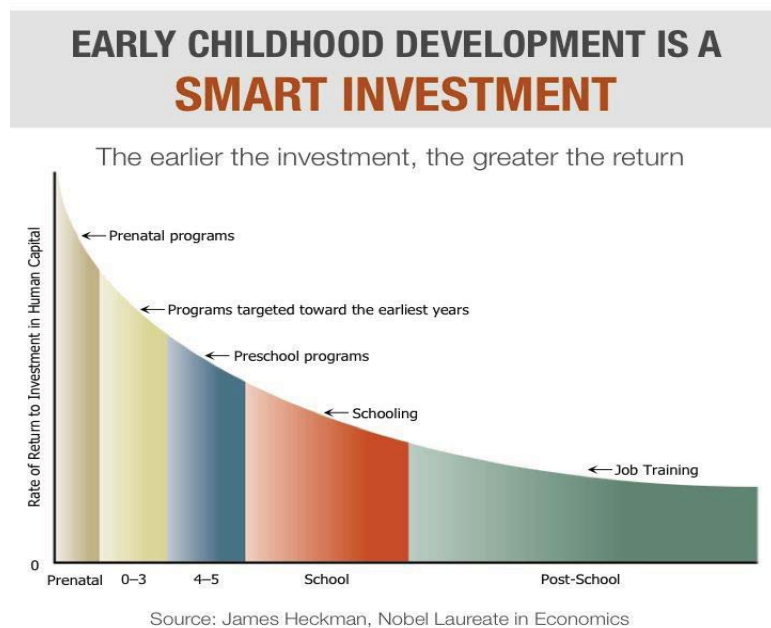 EARLY CHILDHOOD DEVELOPMENT IS A
SMART INVESTMENT
The earlier the investment, the greater the return
Rate of Return to Investment in Human Capital
Prenatal programs
Programs targeted toward the earliest years
Preschool programs
Schooling
Job Training
0
Prenatal
0–3
4–5
School
Post-School
Source: James Heckman, Nobel Laureate in Economics